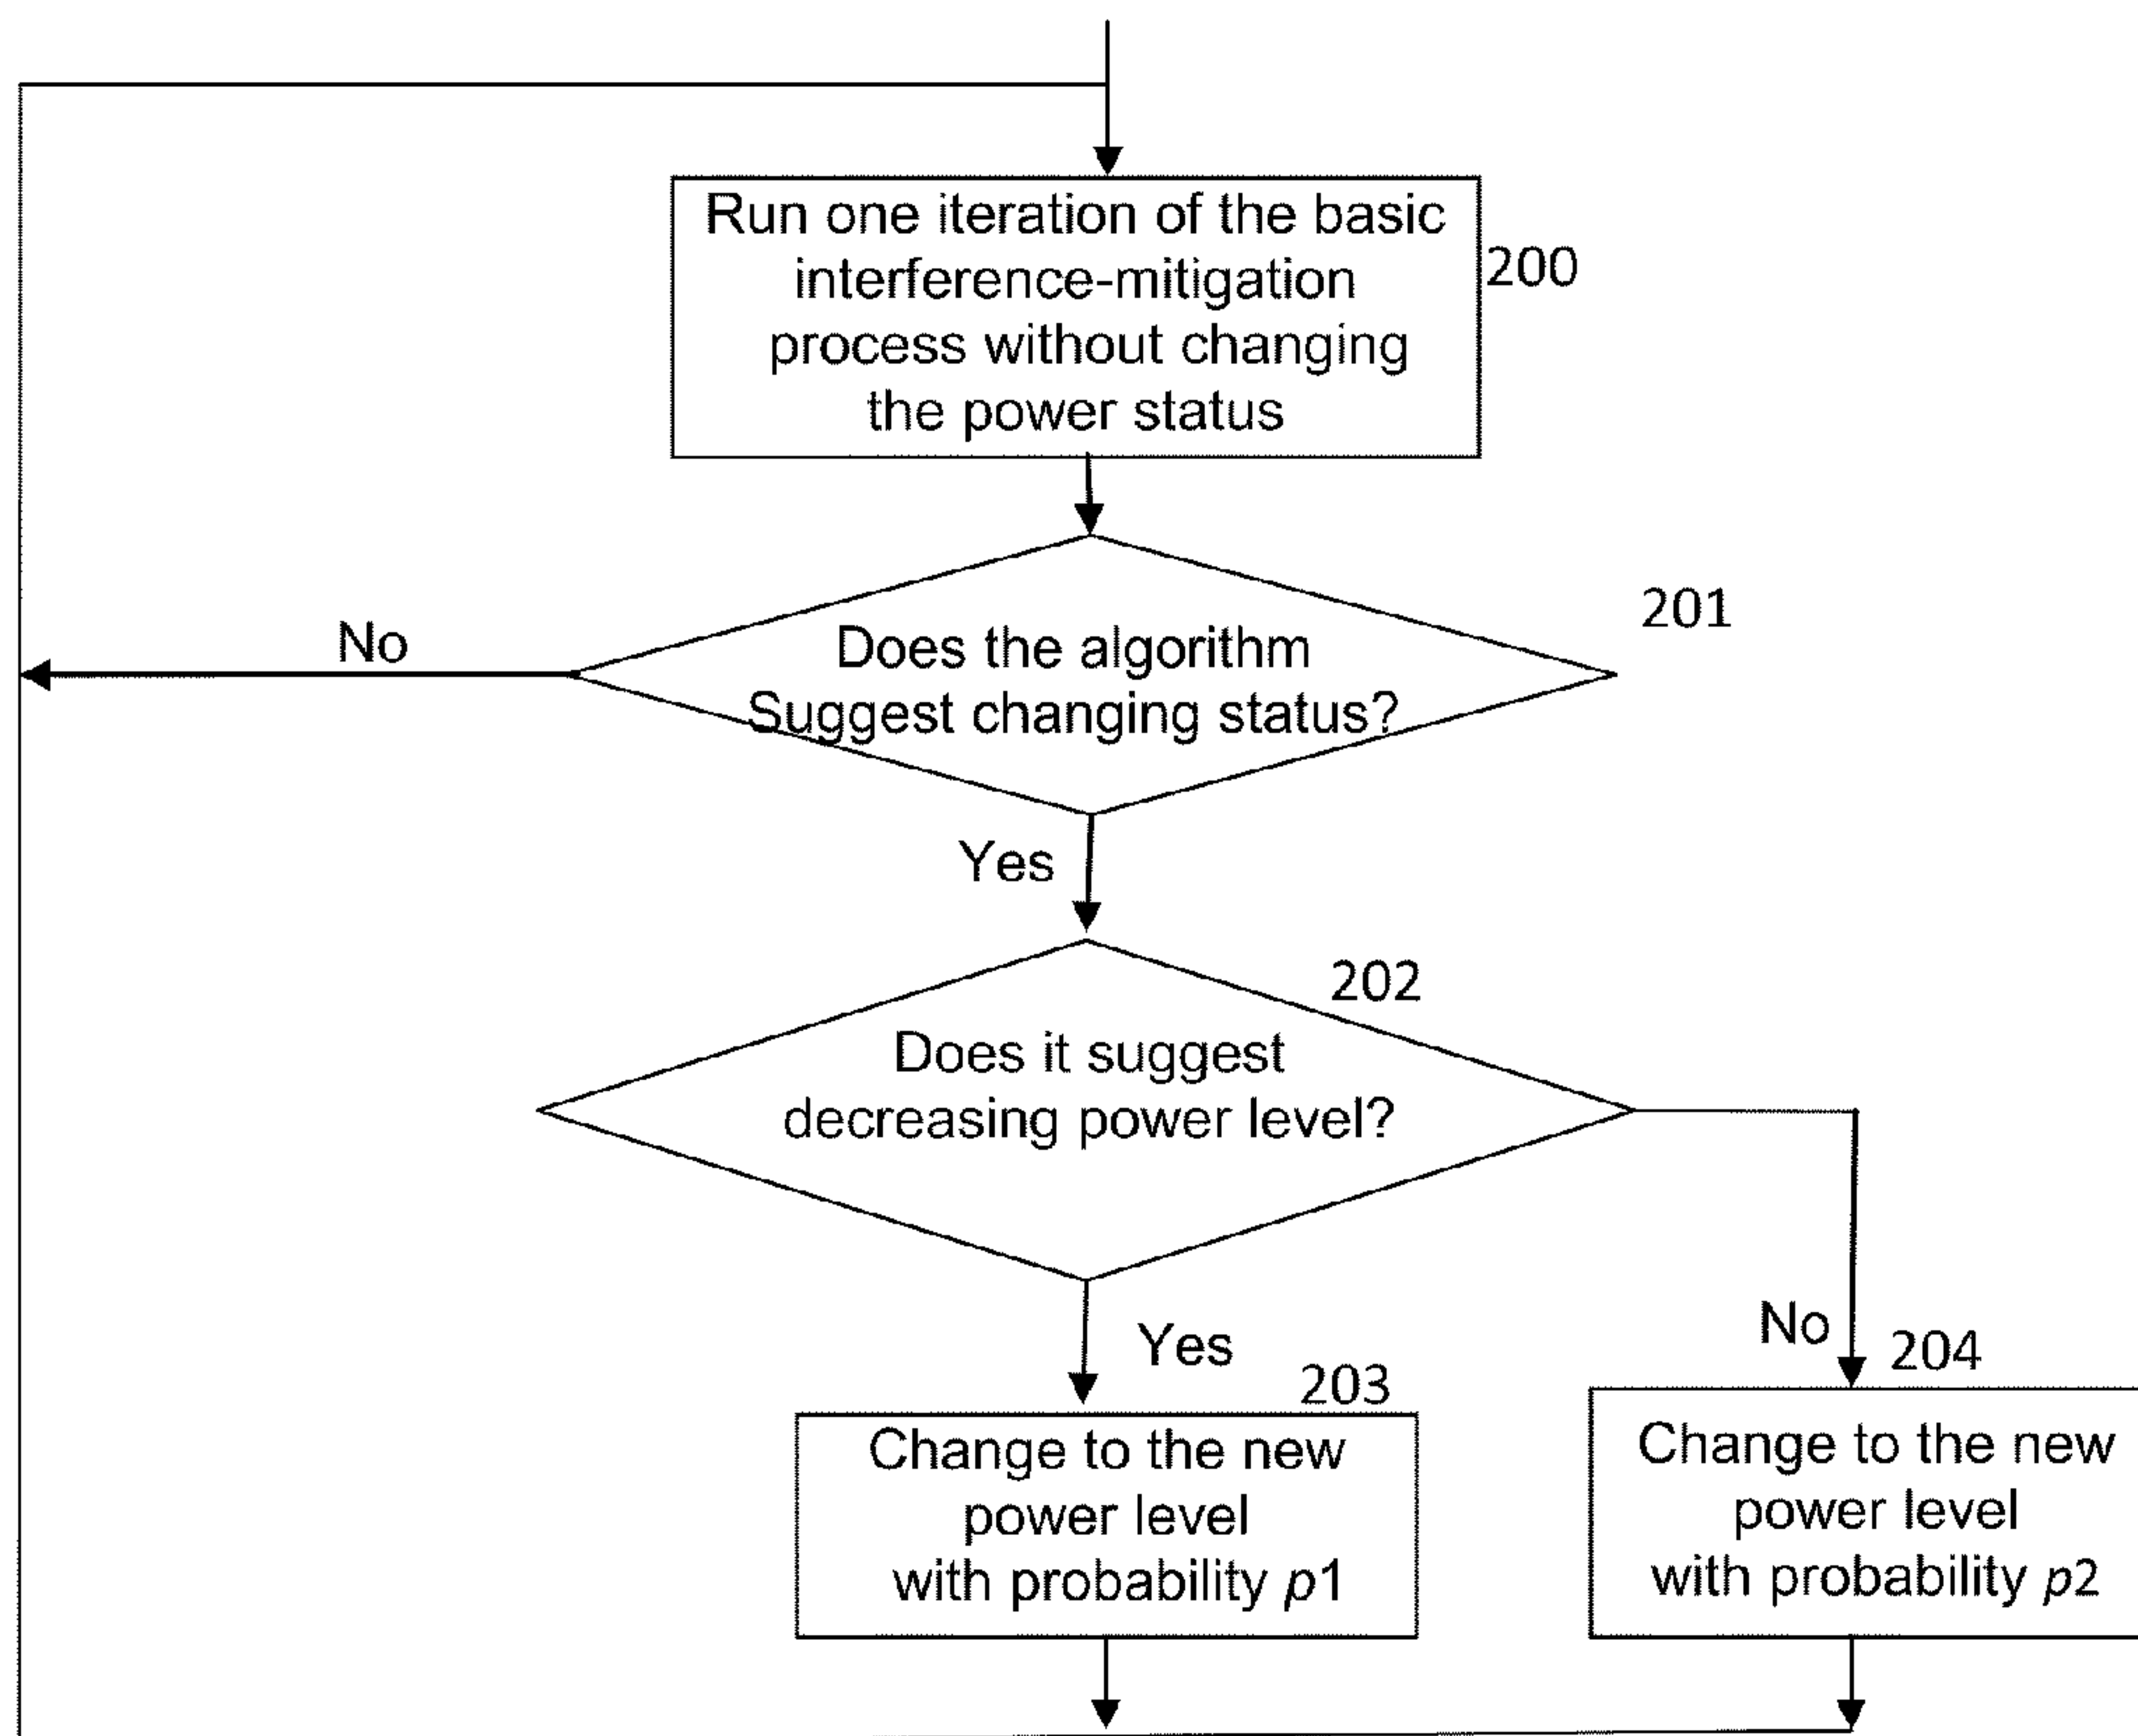 Run one iteration of the basic
interference-mitigation
process without changing
the power status
200
Does the algorithm
Suggest changing status?
201
No
Yes
202
Does it suggest
decreasing power level?
Yes
No
203
204
Change to the new
power level
with probability p1
Change to the new
power level
with probability p2